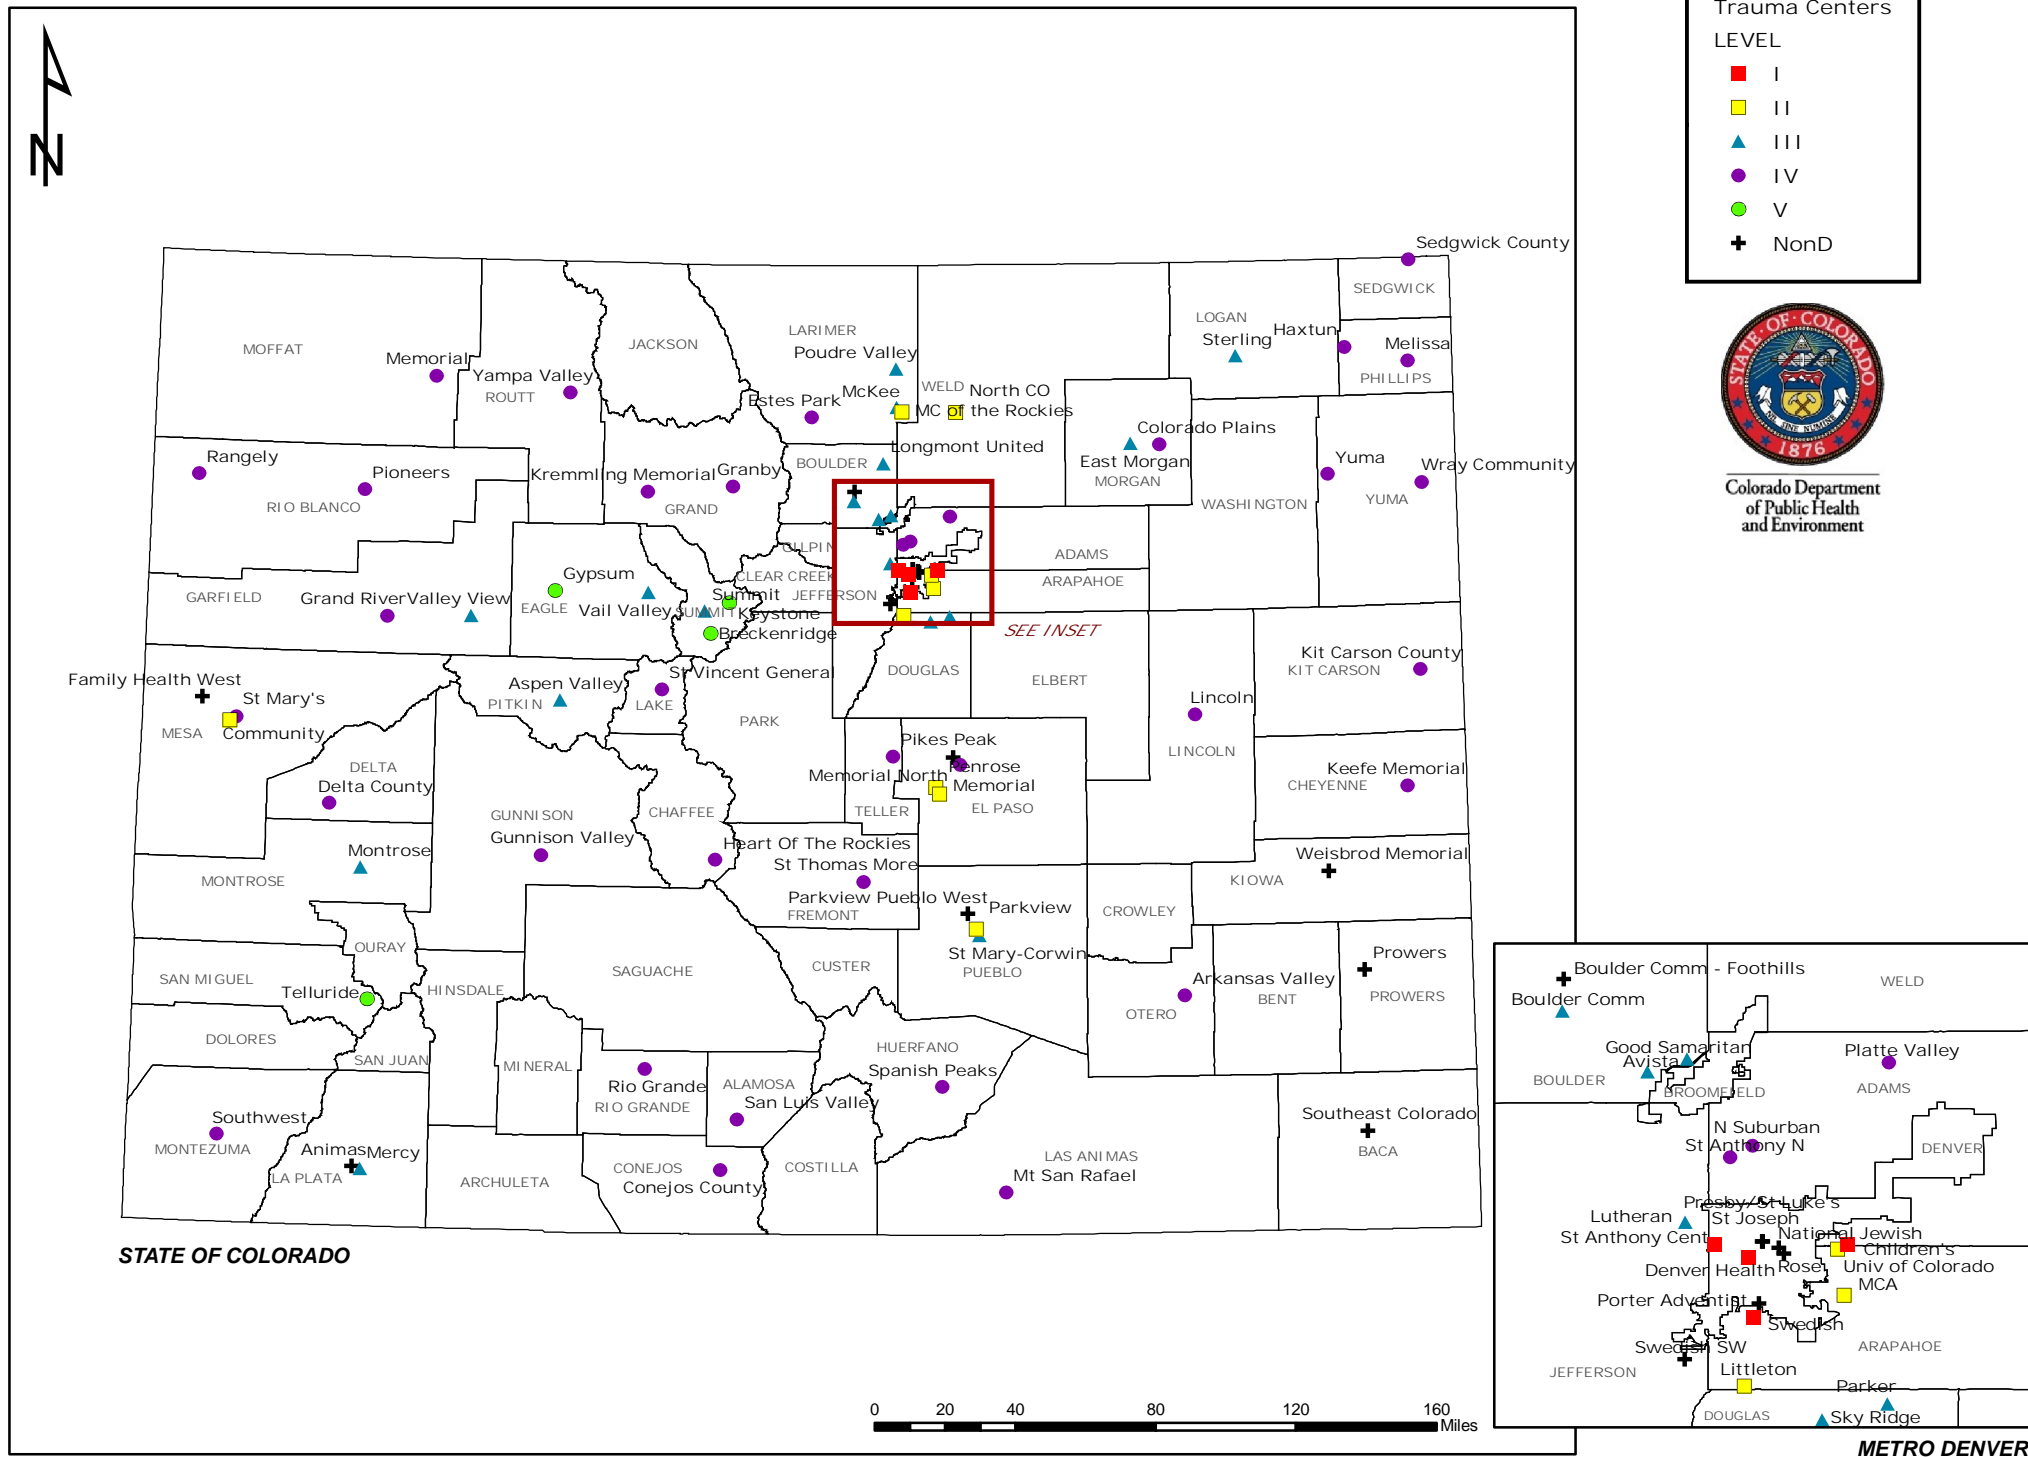 Trauma Centers
LEVEL
I
II
III
IV
V
NonD
N
STATE OF COLORADO
1876
NIL SINE NUMINE
Colorado Department
of Public Health
and Environment
Sedgwick County
SEDGWICK
LOGAN
Haxtun
Sterling
Melissa
PHILLIPS
LARIMER
Poudre Valley
JACKSON
MOFFAT
Memorial
Yampa Valley
ROUTT
Estes Park
McKee
WELD
North CO
MC of the Rockies
Colorado Plains
East Morgan
MORGAN
Longmont United
BOULDER
Rangely
Pioneers
RIO BLANCO
Kremmling Memorial
Granby
GRAND
WASHINGTON
Yuma
Wray Community
YUMA
GILPIN
ADAMS
CLEAR CREEK
ARAPAHOE
JEFFERSON
GARFIELD
Grand River
Valley View
Gypsum
EAGLE
Vail Valley
Summit
SUMMIT
Keystone
Breckenridge
SEE INSET
Family Health West
St Mary's
MESA
Community
Aspen Valley
PITKIN
St Vincent General
LAKE
PARK
DOUGLAS
ELBERT
Kit Carson County
KIT CARSON
Lincoln
LINCOLN
DELTA
Delta County
Pikes Peak
Penrose
Memorial North
Memorial
TELLER
EL PASO
Keefe Memorial
CHEYENNE
GUNNISON
Gunnison Valley
CHAFFEE
Heart Of The Rockies
St Thomas More
Montrose
MONTROSE
Weisbrod Memorial
KIOWA
Parkview Pueblo West
FREMONT
Parkview
CROWLEY
St Mary-Corwin
PUEBLO
OURAY
SAN MIGUEL
Telluride
HINSDALE
SAGUACHE
CUSTER
Prowers
PROWERS
Arkansas Valley
BENT
OTERO
DOLORES
SAN JUAN
MINERAL
HUERFANO
Spanish Peaks
Rio Grande
RIO GRANDE
ALAMOSA
San Luis Valley
Southwest
MONTEZUMA
Animas
Mercy
LA PLATA
ARCHULETA
CONEJOS
Conejos County
COSTILLA
LAS ANIMAS
Mt San Rafael
Southeast Colorado
BACA
STATE OF COLORADO
0 20 40 80 120 160
Miles
Boulder Comm - Foothills
WELD
Boulder Comm
Good Samaritan
Avista
BOULDER
BROOMFIELD
Platte Valley
ADAMS
N Suburban
St Anthony N
DENVER
Presby/St Luke's
Lutheran
St Joseph
St Anthony Cent
National Jewish
Children's
Denver Health
Rose
Univ of Colorado
MCA
Porter Adventist
Swedish
Swedish SW
JEFFERSON
ARAPAHOE
Littleton
Parker
DOUGLAS
Sky Ridge
METRO DENVER